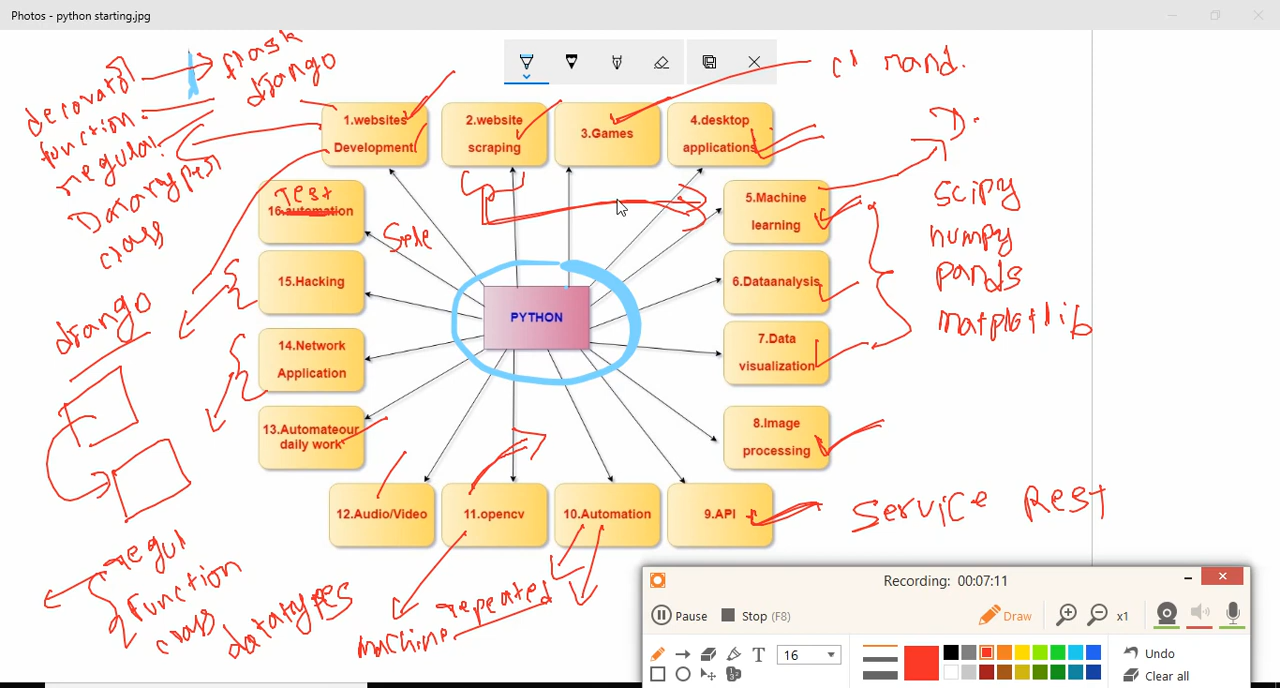 Photos - python starting.jpg
decorator
function.
regular.
Datatypes
class
flask
django
1.websites
Development
2.website
scraping
3.Games
4.desktop
applications
16.automation
Test
Sele
5.Machine
learning
D.
scipy
numpy
pands
matplotlib
15.Hacking
PYTHON
6.Dataanalysis
django
14.Network
Application
7.Data
visualization
13.Automateour
daily work
8.Image
processing
12.Audio/Video
11.opencv
10.Automation
9.API
Service Rest
regul
function
class
datatypes
machine
repeated
Recording: 00:07:11
Pause
Stop (F8)
Draw
x1
T
16
Undo
Clear all